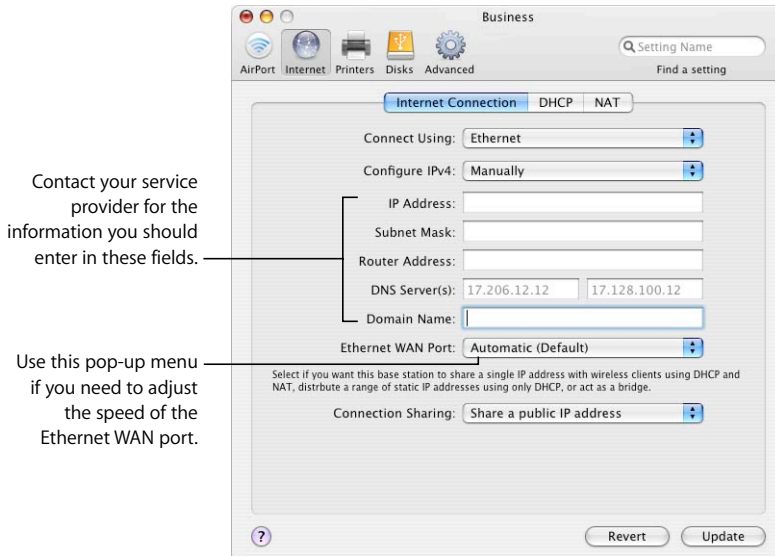 Business
Setting Name
AirPort Internet Printers Disks Advanced
Find a setting
Internet Connection DHCP NAT
Connect Using: Ethernet
Configure IPv4: Manually
Contact your service
provider for the
information you should
enter in these fields.
IP Address:
Subnet Mask:
Router Address:
DNS Server(s): 17.206.12.12 17.128.100.12
Domain Name:
Use this pop-up menu
if you need to adjust
the speed of the
Ethernet WAN port.
Ethernet WAN Port: Automatic (Default)
Select if you want this base station to share a single IP address with wireless clients using DHCP and
NAT, distrbute a range of static IP addresses using only DHCP, or act as a bridge.
Connection Sharing: Share a public IP address
?
Revert Update